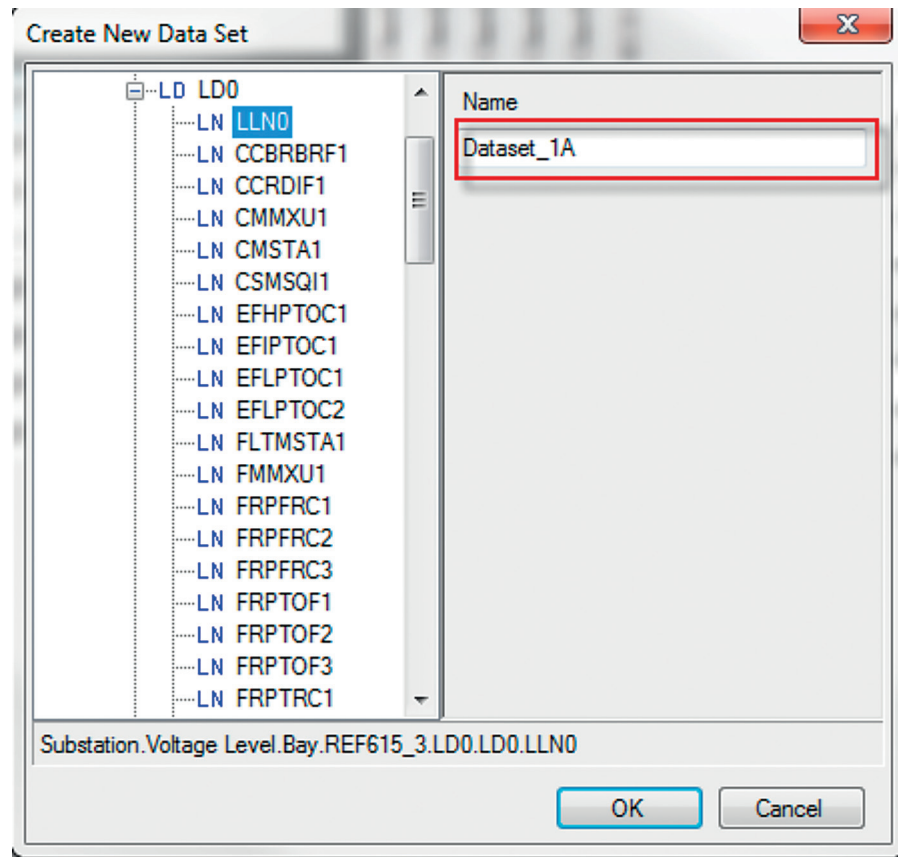 Create New Data Set
LD LD0
LN LLN0
LN CCBRBRF1
LN CCRDIF1
LN CMMXU1
LN CMSTA1
LN CSMSQI1
LN EFHPTOC1
LN EFIPTOC1
LN EFLPTOC1
LN EFLPTOC2
LN FLTMSTA1
LN FMMXU1
LN FRPFRC1
LN FRPFRC2
LN FRPFRC3
LN FRPTOF1
LN FRPTOF2
LN FRPTOF3
LN FRPTRC1
Name
Dataset_1A
Substation.Voltage Level.Bay.REF615_3.LD0.LD0.LLN0
OK
Cancel